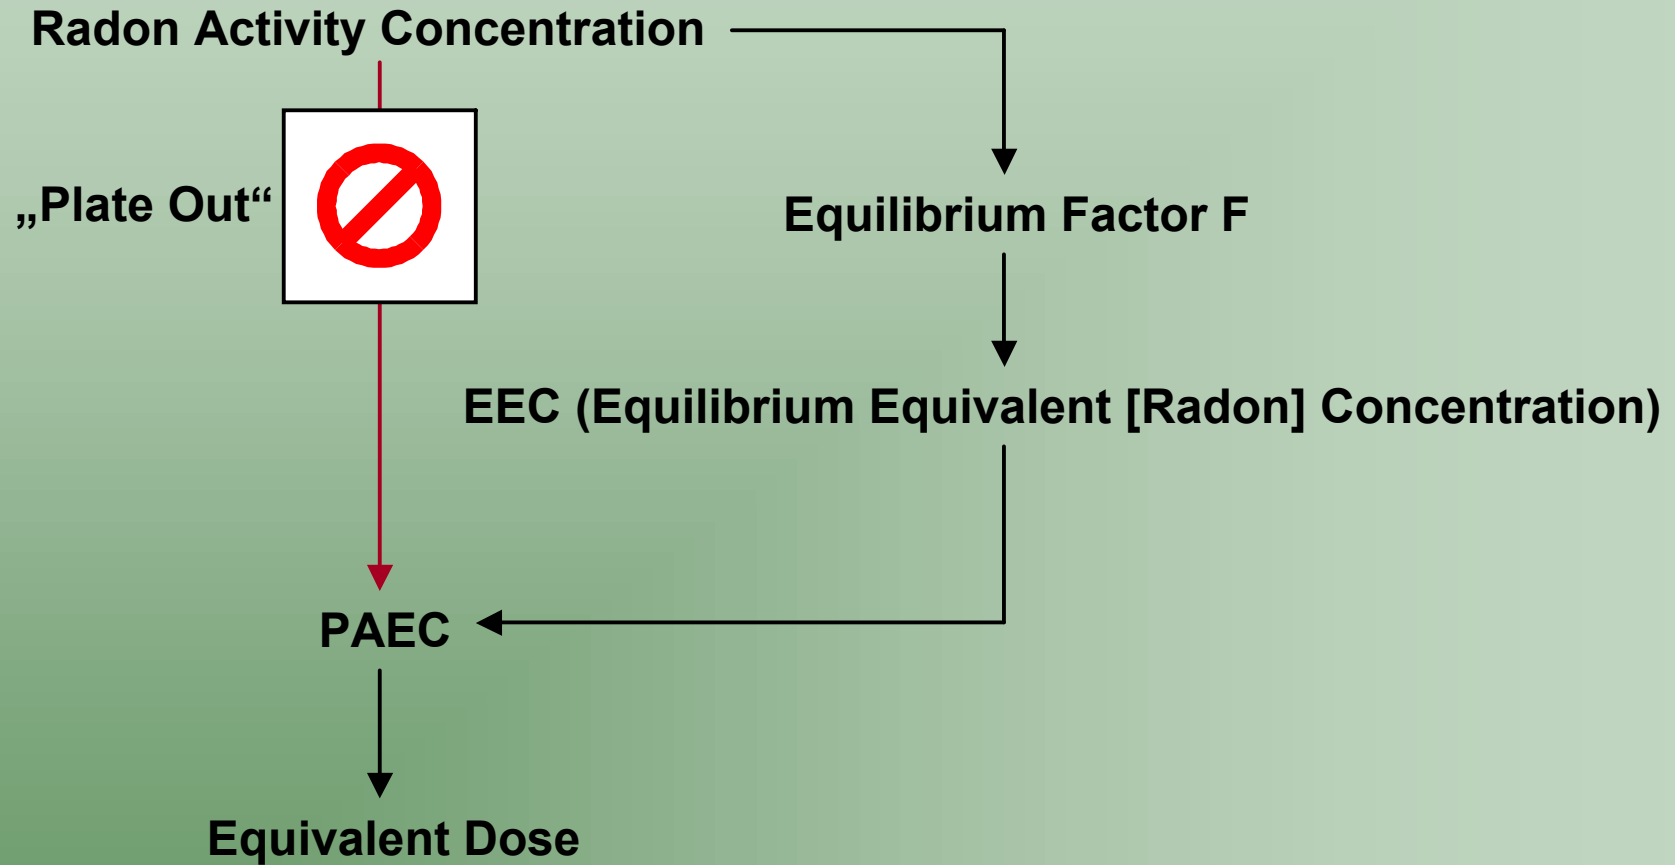 Radon Activity Concentration
„Plate Out“
Equilibrium Factor F
EEC (Equilibrium Equivalent [Radon] Concentration)
PAEC
Equivalent Dose